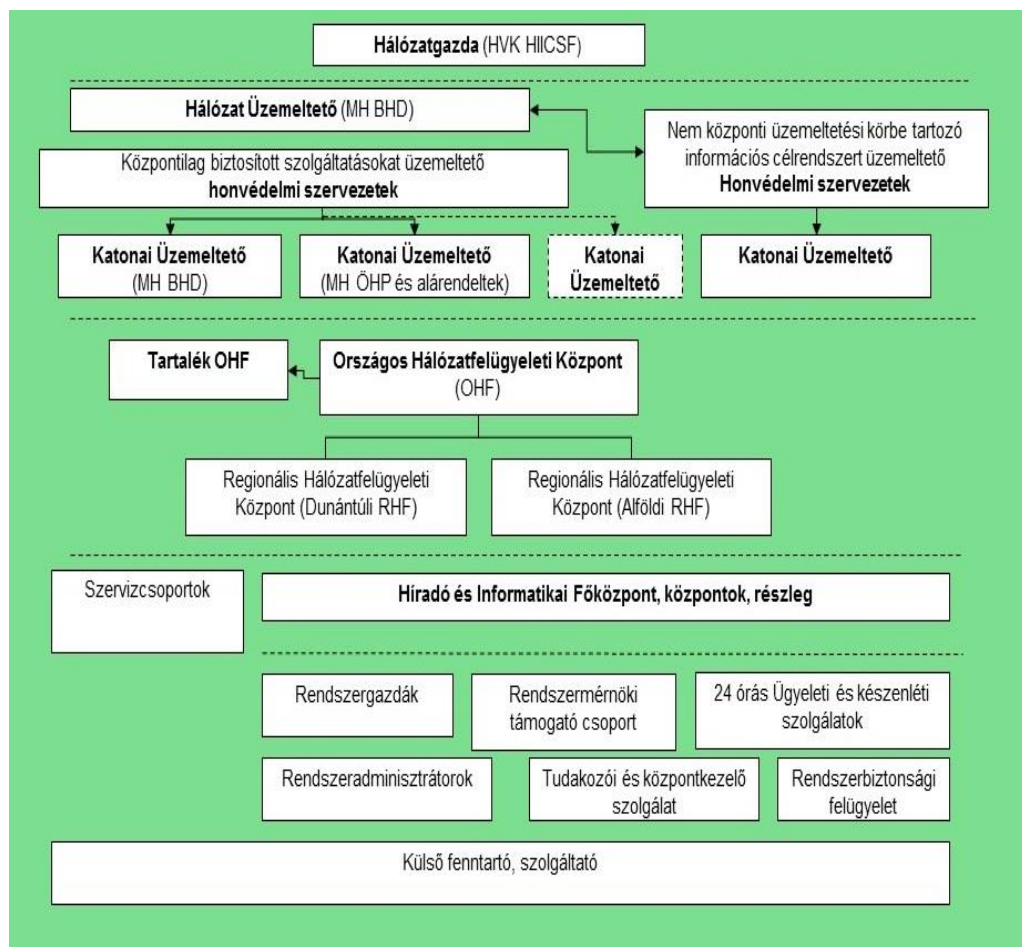 Hálózatgazda (HVK HIICSF)
Hálózat Üzemeltető (MH BHD)
Nem központi üzemeltetési körbe tartozó
információs célrendszert üzemeltető
Honvédelmi szervezetek
Központilag biztosított szolgáltatásokat üzemeltető
honvédelmi szervezetek
Katonai Üzemeltető
(MH BHD)
Katonai Üzemeltető
(MH ÖHP és alárendeltek)
Katonai
Üzemeltető
Katonai Üzemeltető
Tartalék OHF
Országos Hálózatfelügyeleti Központ
(OHF)
Regionális Hálózatfelügyeleti
Központ (Dunántúli RHF)
Regionális Hálózatfelügyeleti
Központ (Alföldi RHF)
Szervizcsoportok
Híradó és Informatikai Főközpont, központok, részleg
Rendszergazdák
Rendszermérnöki
támogató csoport
24 órás Ügyeleti és készenléti
szolgálatok
Rendszeradminisztrátorok
Tudakozói és központkezelő
szolgálat
Rendszerbiztonsági
felügyelet
Külső fenntartó, szolgáltató